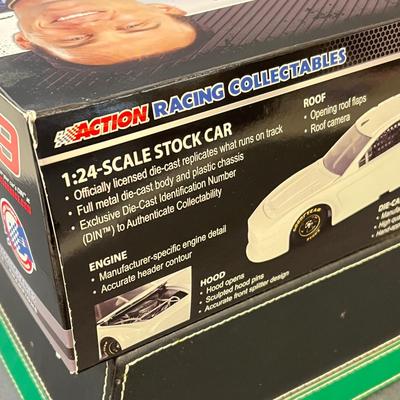 ACTION RACING COLLECTABLES
1:24-SCALE STOCK CAR
• Officially licensed die-cast replicates what runs on track
• Full metal die-cast body and plastic chassis
• Exclusive Die-Cast Identification Number
(DIN™) to Authenticate Collectability
ROOF
• Opening roof flaps
• Roof camera
ENGINE
• Manufacturer-specific engine detail
• Accurate header contour
HOOD
• Hood opens
• Sculpted hood pins
• Accurate front splitter design
GOODYEAR
DIE-CA